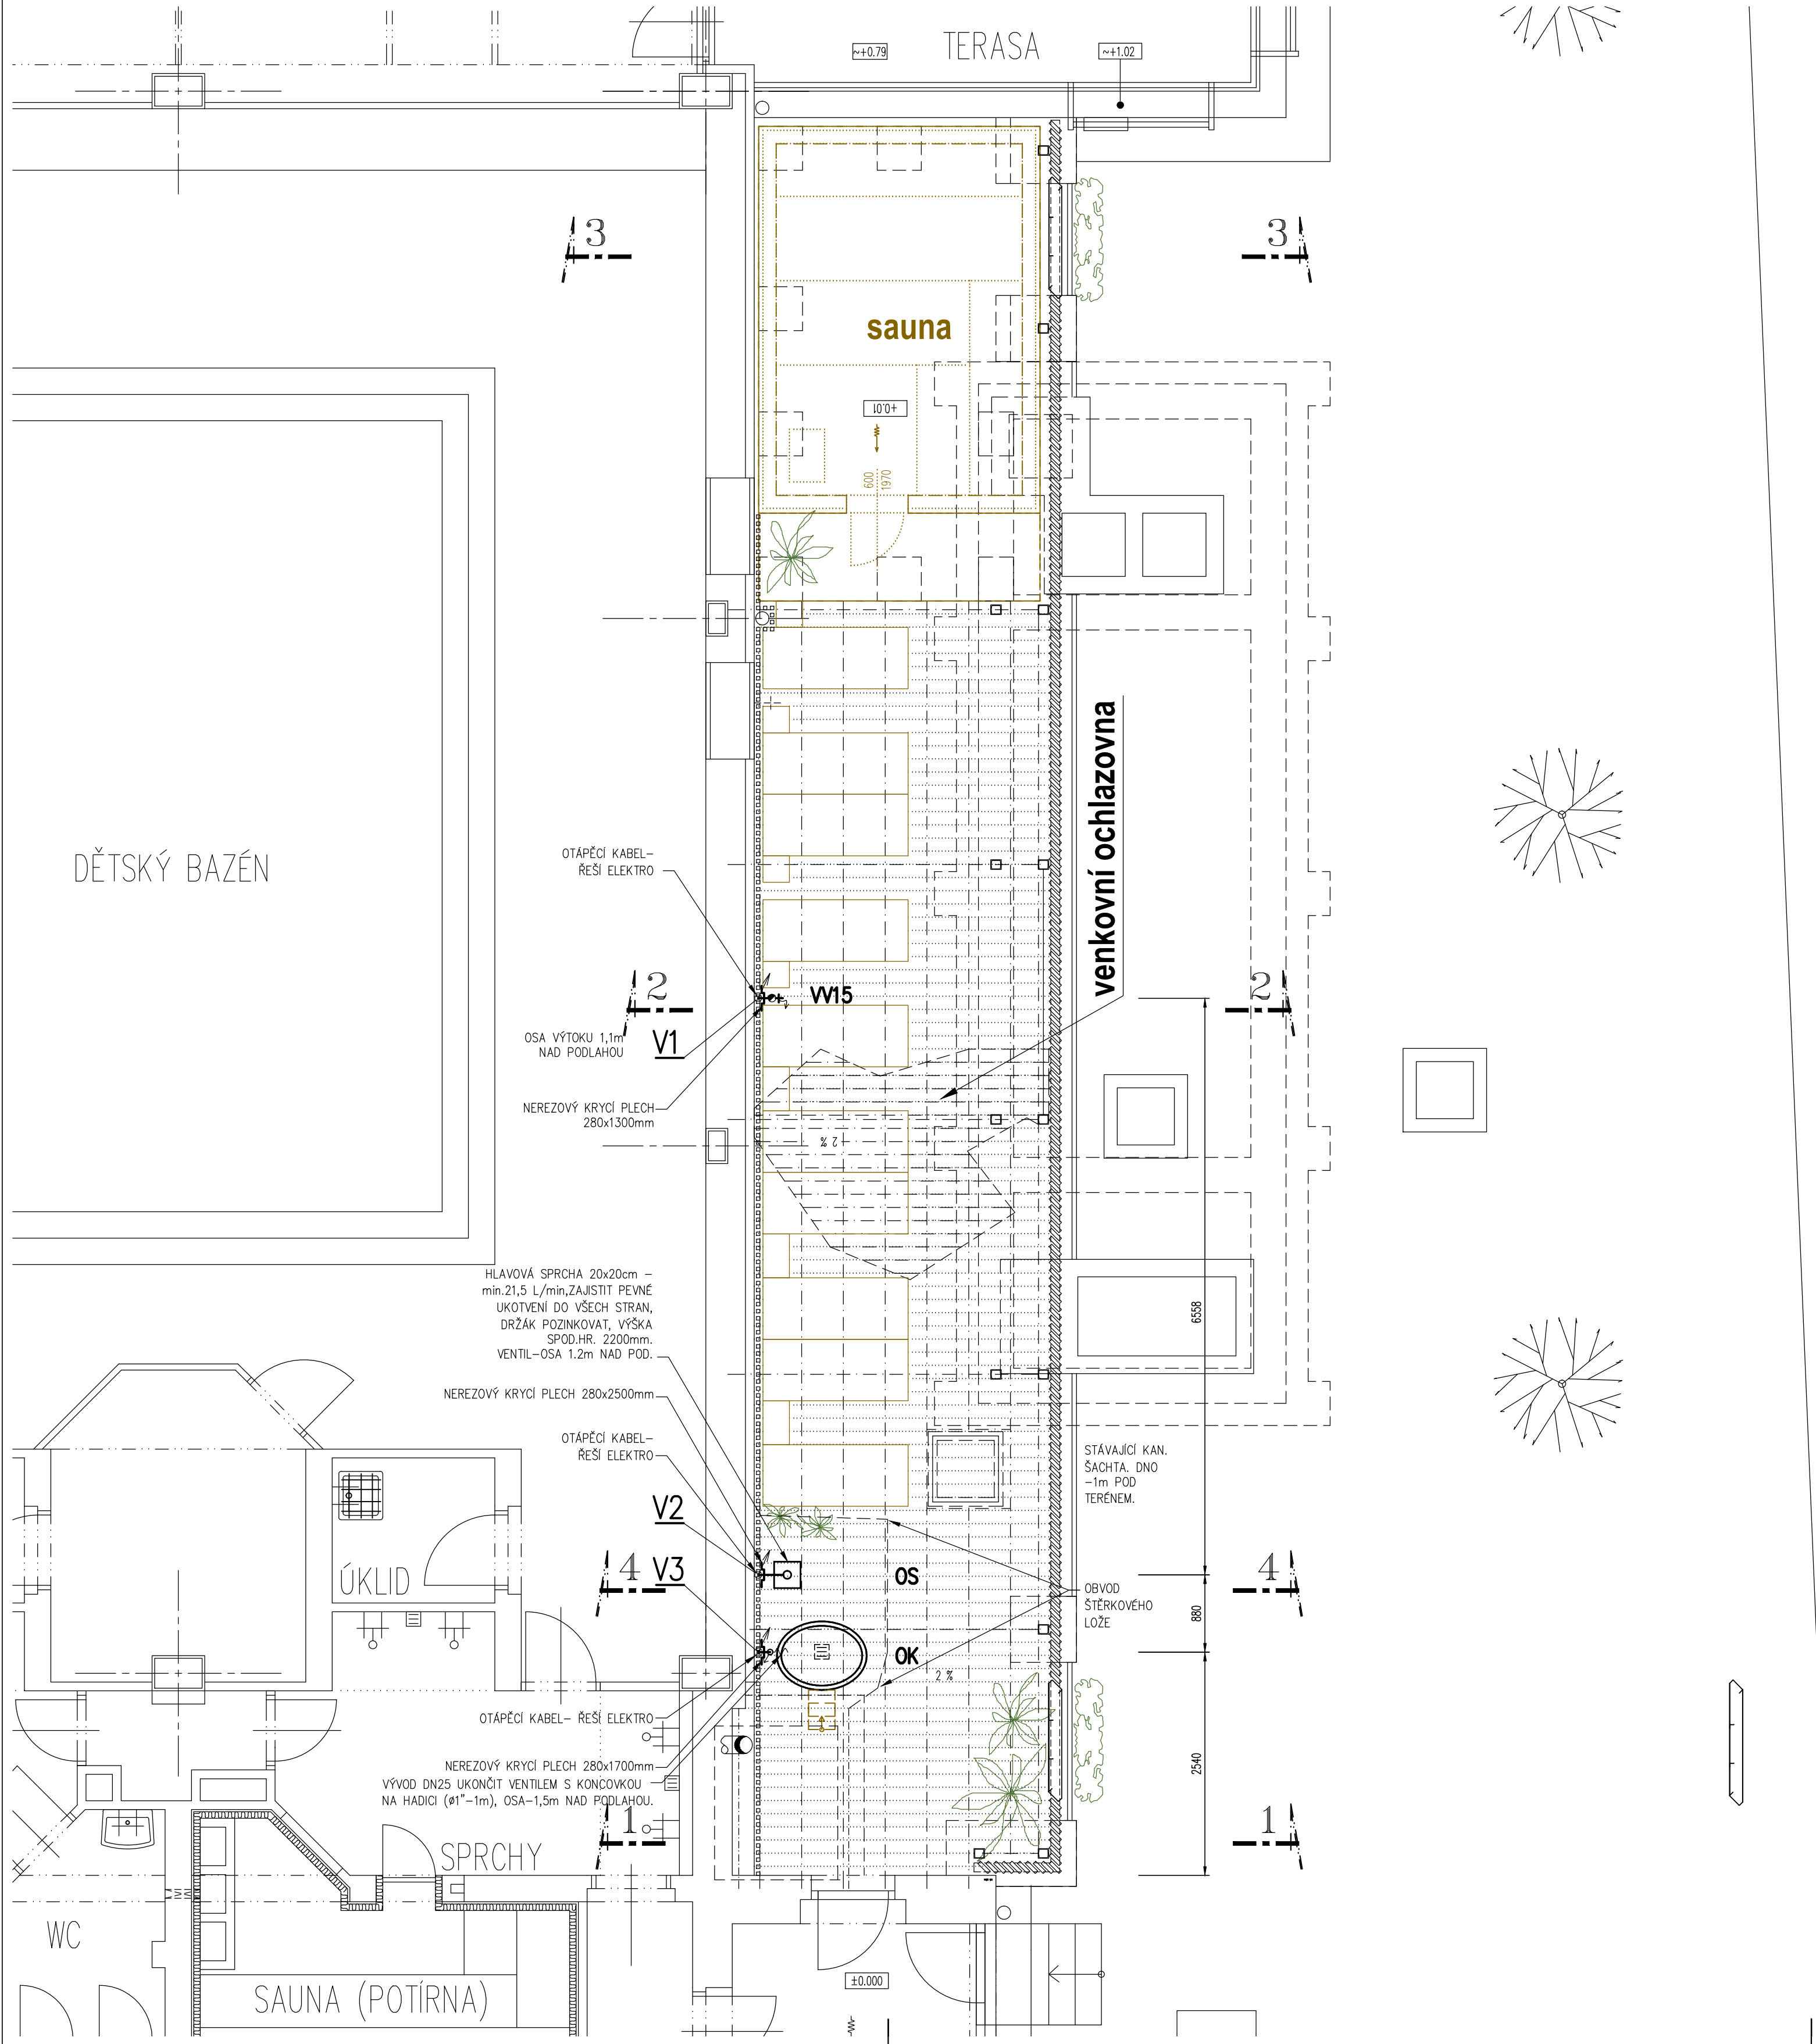 TERASA
~+0.79
~+1.02
3
3
sauna
+0.01
600
1970
venkovní ochlazovna
DĚTSKÝ BAZÉN
OTÁPĚCÍ KABEL-
ŘEŠÍ ELEKTRO
2
2
VV15
OSA VÝTOKU 1,1m
NAD PODLAHOU
V1
NEREZOVÝ KRYCÍ PLECH
280x1300mm
2 %
6558
HLAVOVÁ SPRCHA 20x20cm –
min.21,5 L/min,ZAJISTIT PEVNÉ
UKOTVENÍ DO VŠECH STRAN,
DRŽÁK POZINKOVAT, VÝŠKA
SPOD.HR. 2200mm.
VENTIL-OSA 1.2m NAD POD.
NEREZOVÝ KRYCÍ PLECH 280x2500mm
OTÁPĚCÍ KABEL-
ŘEŠÍ ELEKTRO
STÁVAJÍCÍ KAN.
ŠACHTA. DNO
-1m POD
TERÉNEM.
V2
ÚKLID
4
V3
OS
4
OBVOD
ŠTĚRKOVÉHO
LOŽE
880
OK
2 %
OTÁPĚCÍ KABEL- ŘEŠÍ ELEKTRO
NEREZOVÝ KRYCÍ PLECH 280x1700mm
VÝVOD DN25 UKONČIT VENTILEM S KONCOVKOU
NA HADICI (ø1"-1m), OSA-1,5m NAD PODLAHOU.
2540
1
1
SPRCHY
WC
SAUNA (POTÍRNA)
±0.000